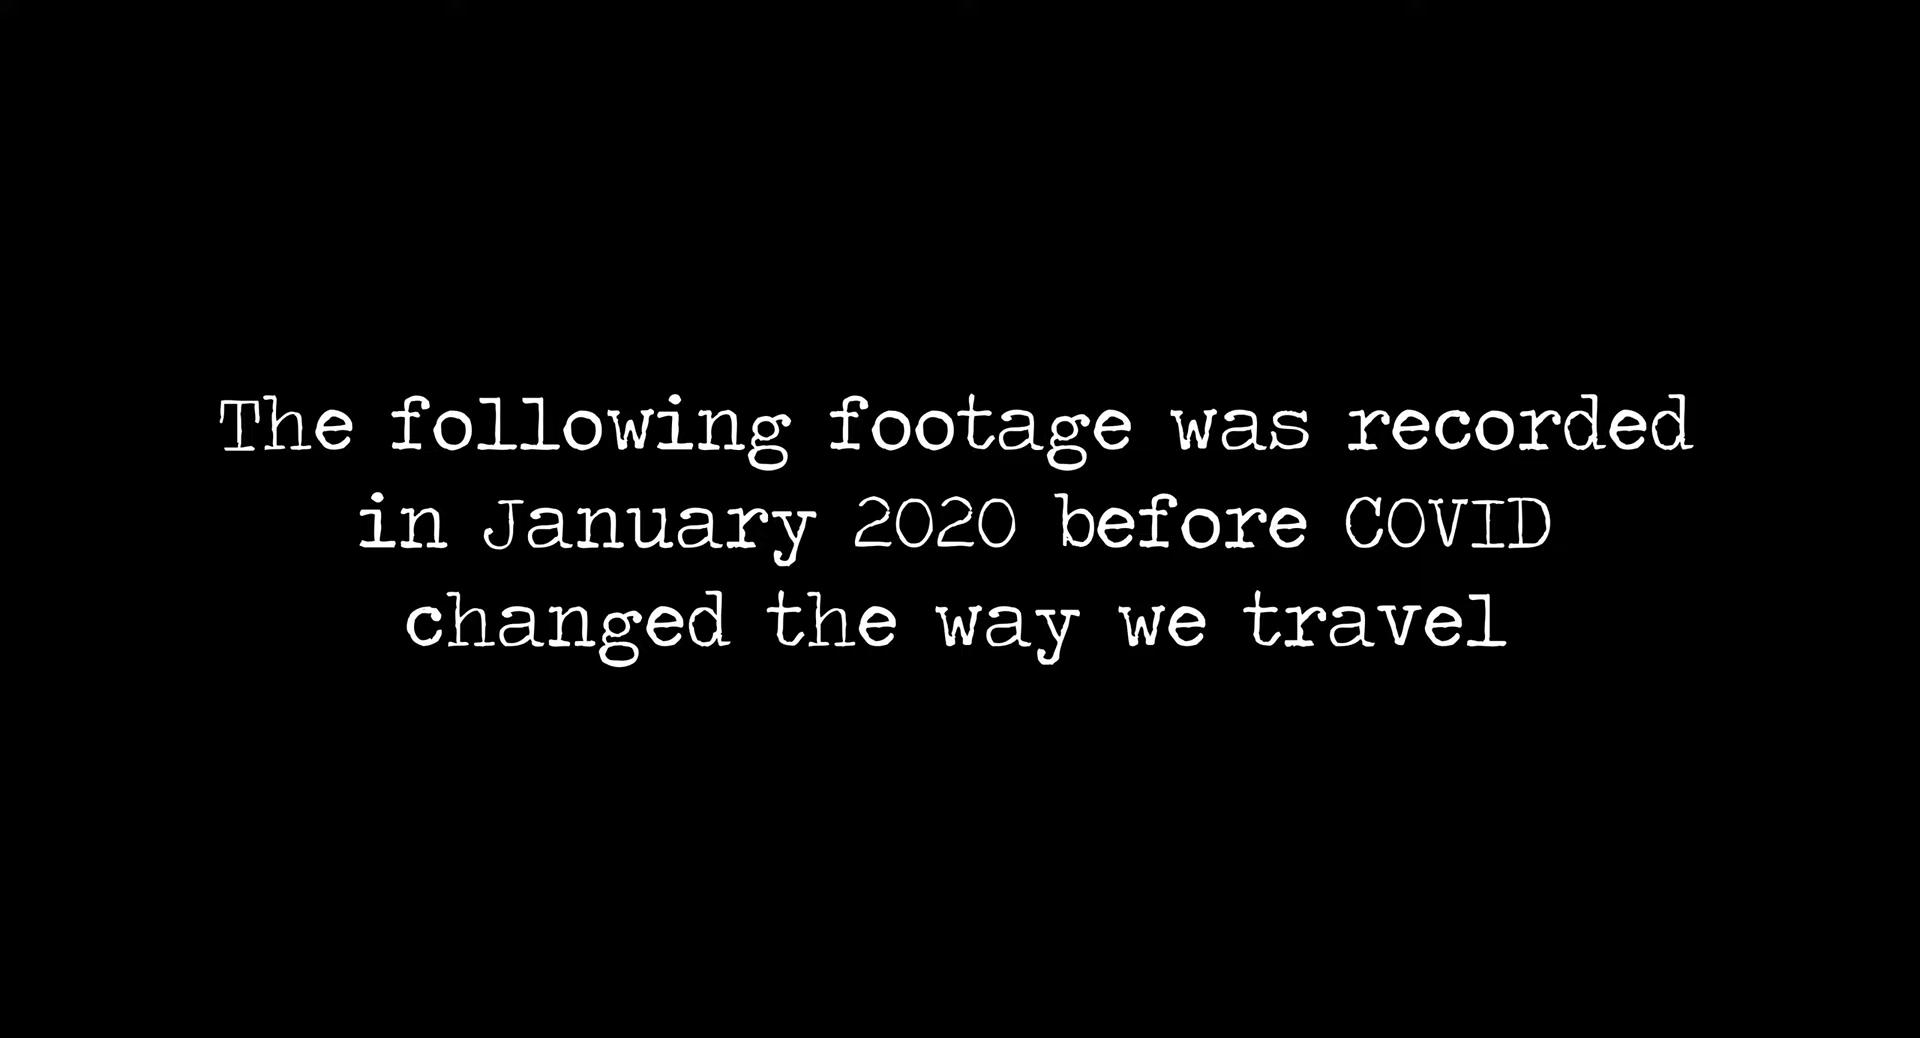 The following footage was recorded
in January 2020 before COVID
changed the way we travel